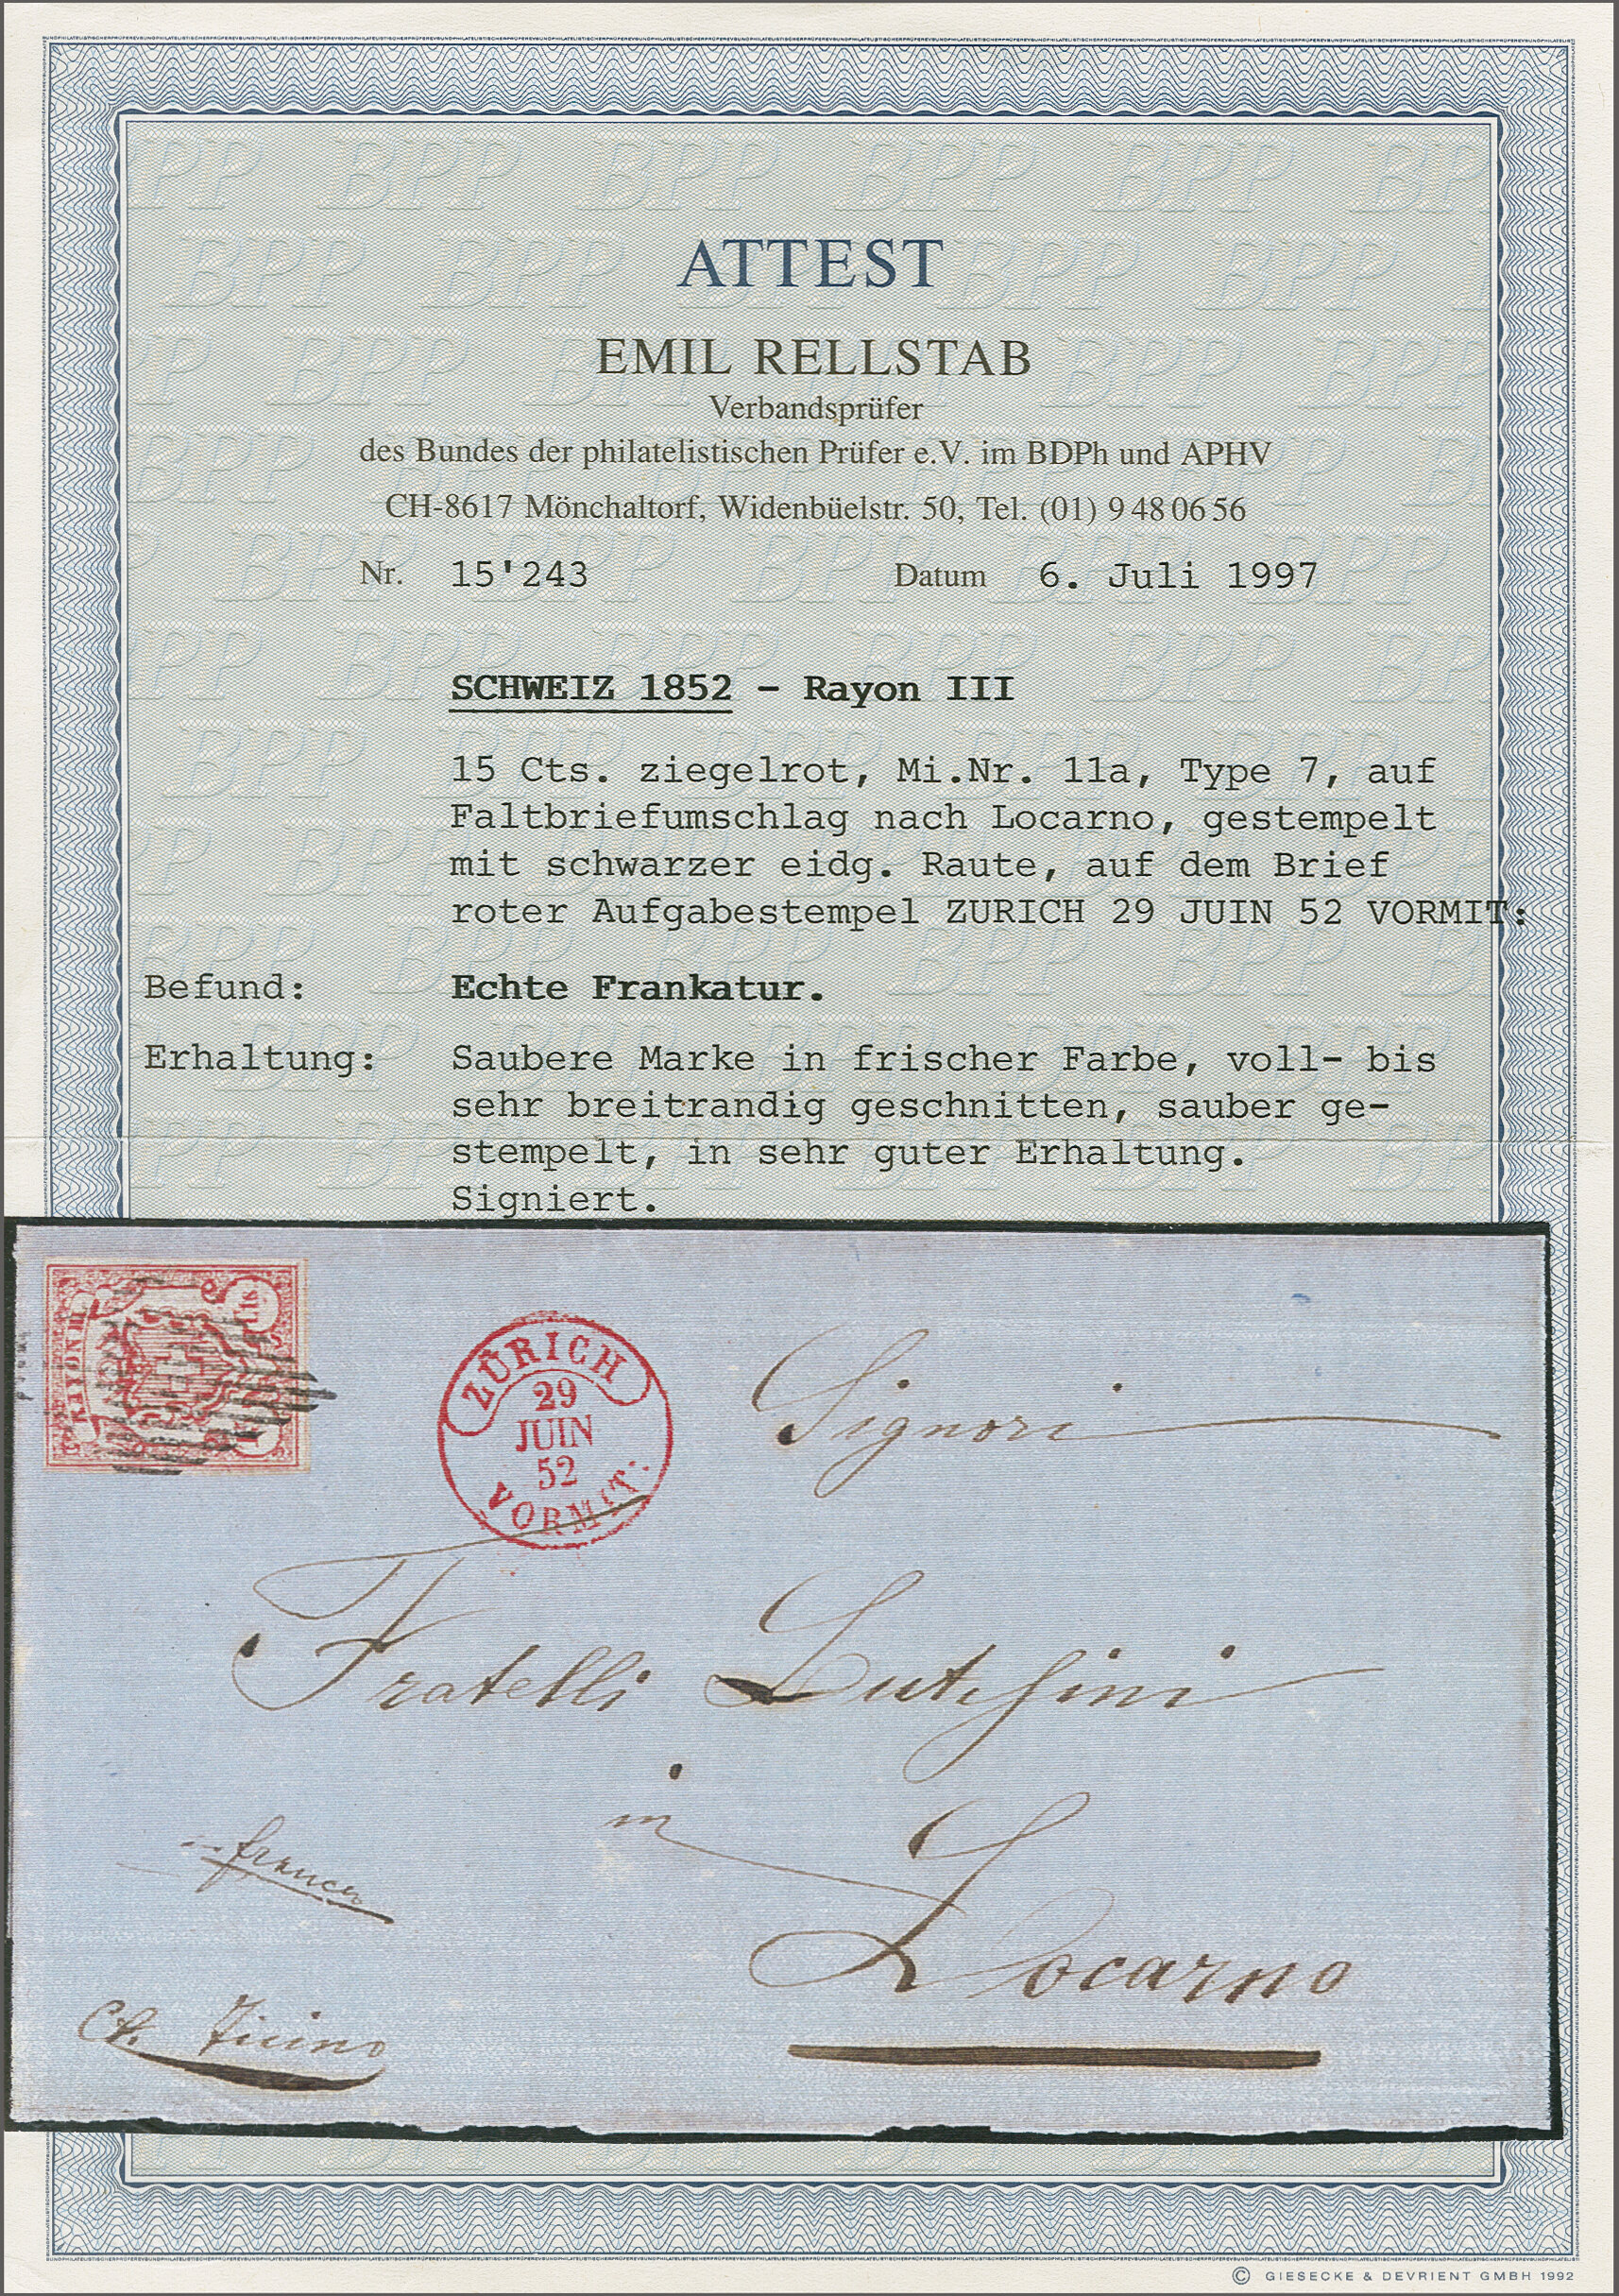 ATTEST
EMIL RELLSTAB
Verbandsprüfer
des Bundes der philatelistischen Prüfer e.V. im BDPh und APHV
CH-8617 Mönchaltorf, Widenbüelstr. 50, Tel. (01) 9 48 06 56
Nr. 15'243 Datum 6. Juli 1997
SCHWEIZ 1852 - Rayon III
15 Cts. ziegelrot, Mi.Nr. 11a, Type 7, auf
Faltbriefumschlag nach Locarno, gestempelt
mit schwarzer eidg. Raute, auf dem Brief
roter Aufgabestempel ZURICH 29 JUIN 52 VORMIT:
Befund: Echte Frankatur.
Erhaltung: Saubere Marke in frischer Farbe, voll- bis
sehr breitrandig geschnitten, sauber ge-
stempelt, in sehr guter Erhaltung.
Signiert.
RAYON III
Cts.
ZÜRICH
29
JUIN
52
VORMIT:
Signori
Fratelli
in
franco
Locarno
Ct. Ticino
© GIESECKE & DEVRIENT GMBH 1992